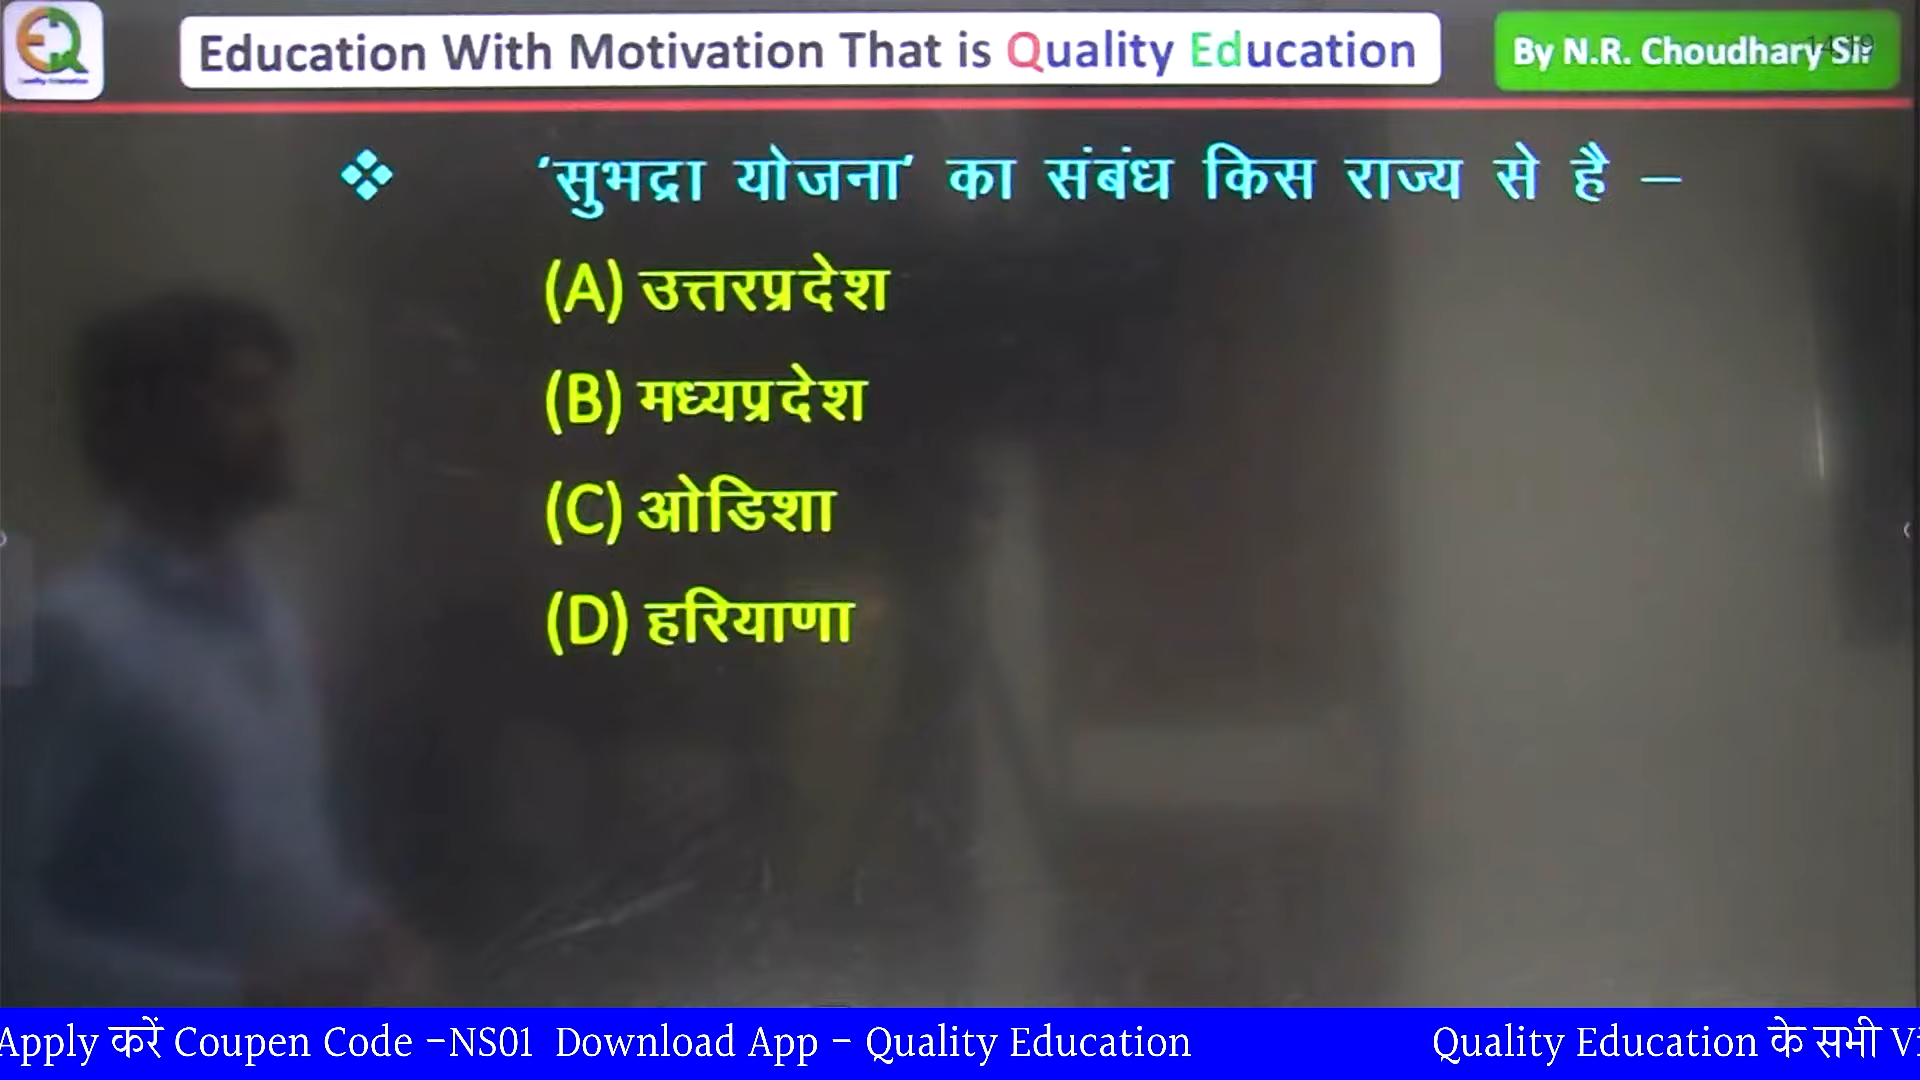 Education With Motivation That is Quality Education
By N.R. Choudhary Sir
❖ ‘सुभद्रा योजना’ का संबंध किस राज्य से है –
(A) उत्तरप्रदेश
(B) मध्यप्रदेश
(C) ओडिशा
(D) हरियाणा
Apply करें Coupen Code -NS01 Download App - Quality Education
Quality Education के सभी